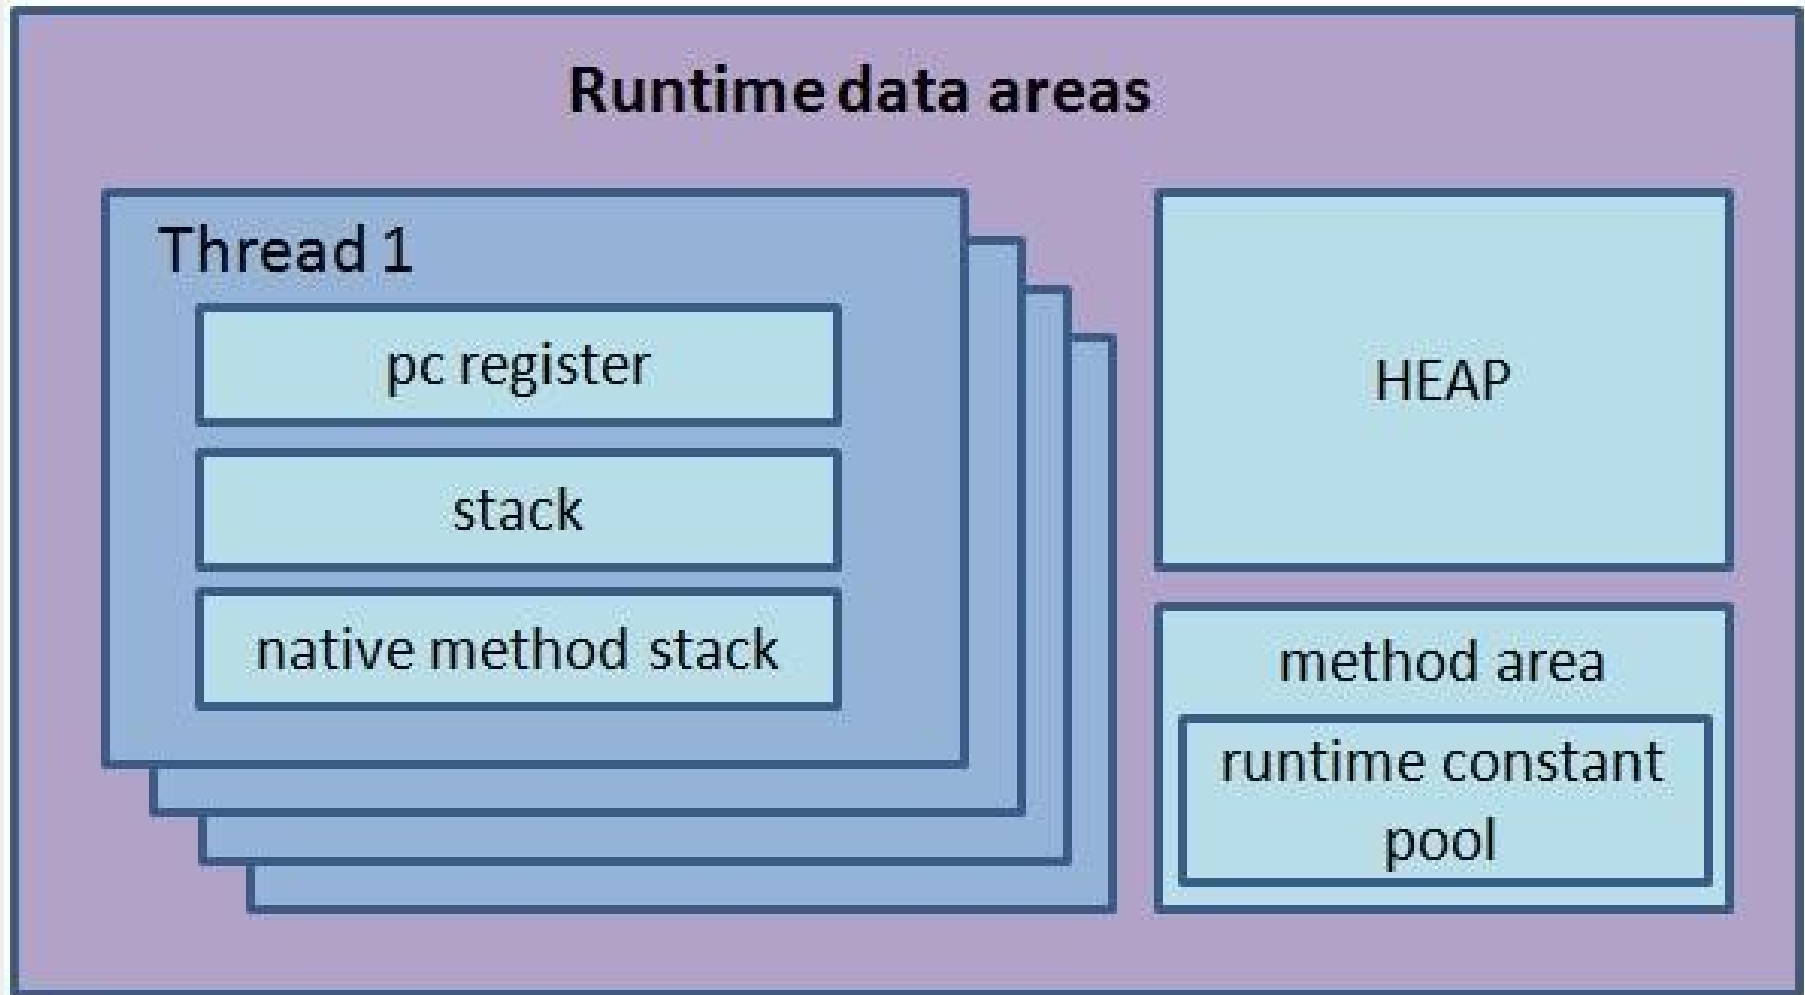 Runtime data areas
Thread 1
pc register
stack
native method stack
HEAP
method area
runtime constant
pool